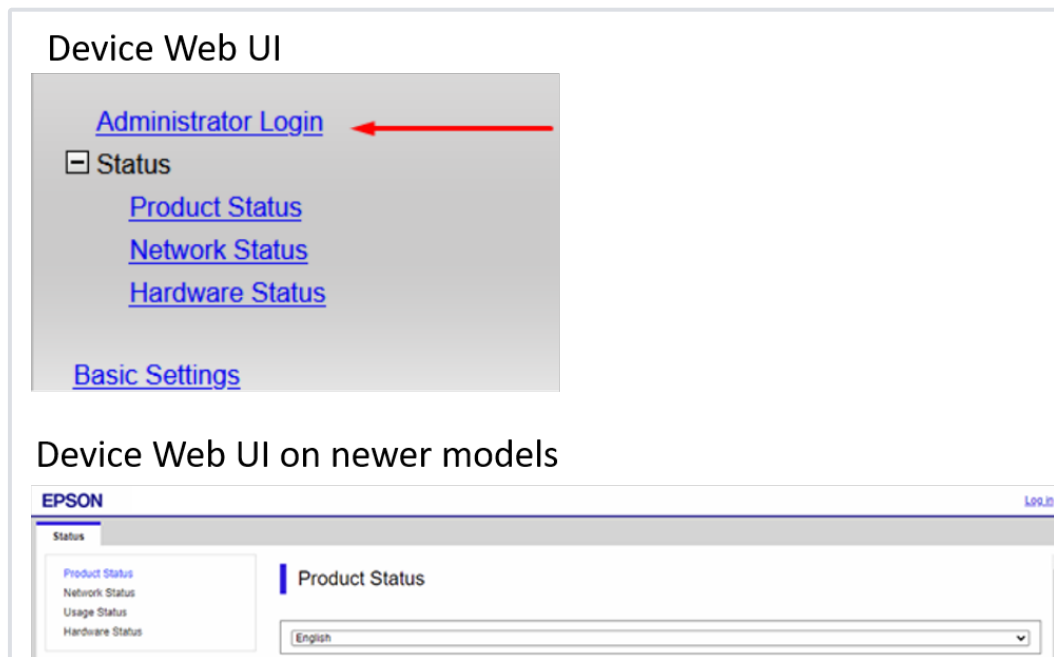 Device Web UI
Administrator Login
Status
Product Status
Network Status
Hardware Status
Basic Settings
Device Web UI on newer models
EPSON
Log in
Status
Product Status
Network Status
Usage Status
Hardware Status
Product Status
English